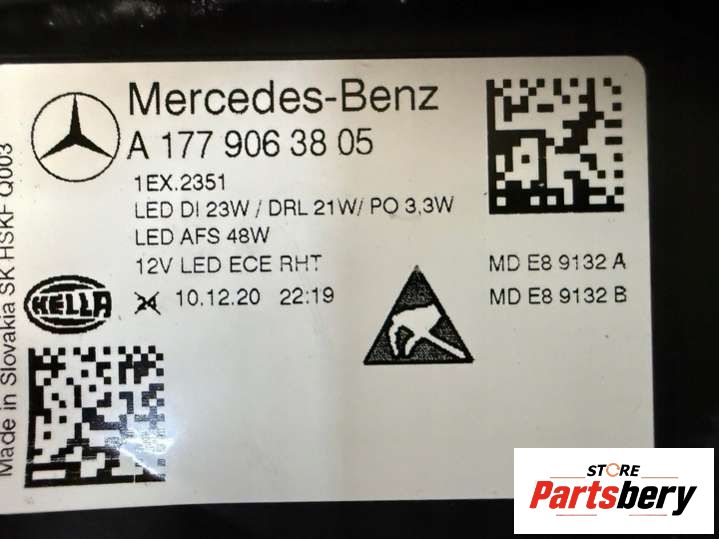 Mercedes-Benz
A 177 906 38 05
1EX.2351
LED DI 23W / DRL 21W/ PO 3,3W
LED AFS 48W
12V LED ECE RHT
MD E8 9132 A
HELLA
24 10.12.20 22:19
MD E8 9132 B
Made in Slovakia SK HSKF Q003
STORE
Partsbery